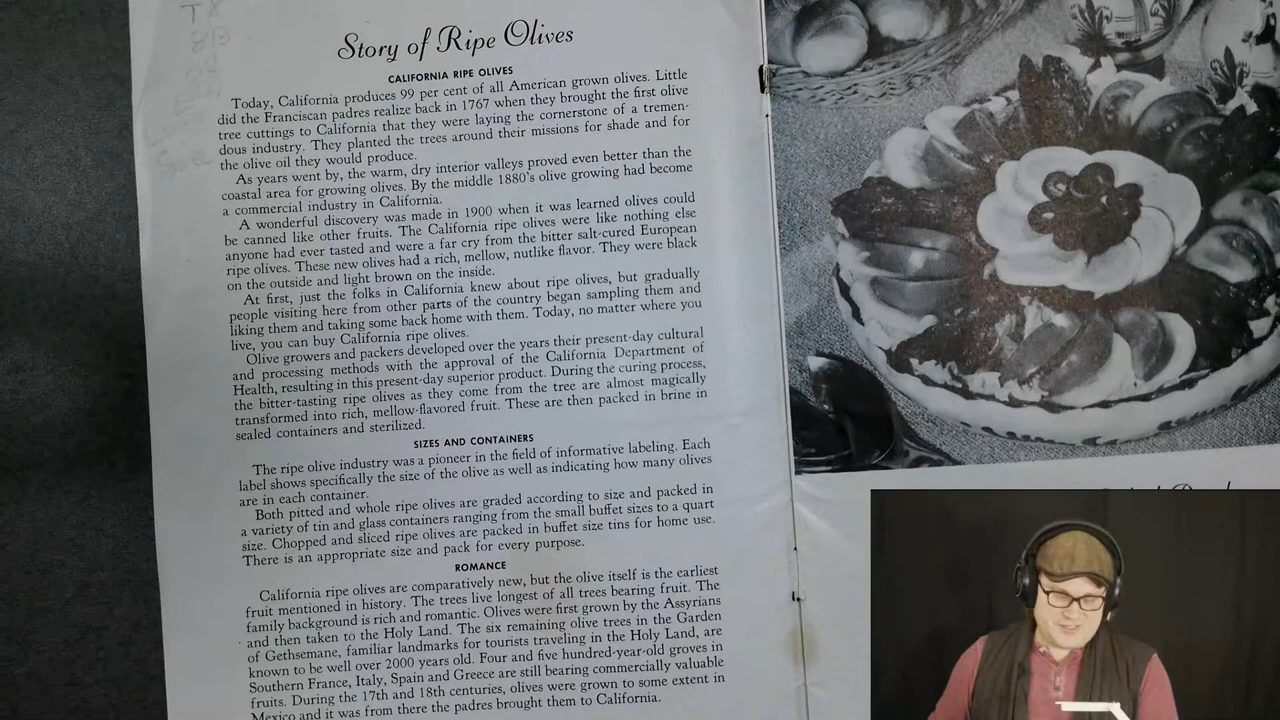 Story of Ripe Olives
CALIFORNIA RIPE OLIVES
Today, California produces 99 per cent of all American grown olives. Little
did the Franciscan padres realize back in 1767 when they brought the first olive
tree cuttings to California that they were laying the cornerstone of a tremen-
dous industry. They planted the trees around their missions for shade and for
the olive oil they would produce.
As years went by, the warm, dry interior valleys proved even better than the
coastal area for growing olives. By the middle 1880's olive growing had become
a commercial industry in California.
A wonderful discovery was made in 1900 when it was learned olives could
be canned like other fruits. The California ripe olives were like nothing else
anyone had ever tasted and were a far cry from the bitter salt-cured European
ripe olives. These new olives had a rich, mellow, nutlike flavor. They were black
on the outside and light brown on the inside.
At first, just the folks in California knew about ripe olives, but gradually
people visiting here from other parts of the country began sampling them and
liking them and taking some back home with them. Today, no matter where you
live, you can buy California ripe olives.
Olive growers and packers developed over the years their present-day cultural
and processing methods with the approval of the California Department of
Health, resulting in this present-day superior product. During the curing process,
the bitter-tasting ripe olives as they come from the tree are almost magically
transformed into rich, mellow-flavored fruit. These are then packed in brine in
sealed containers and sterilized.
SIZES AND CONTAINERS
The ripe olive industry was a pioneer in the field of informative labeling. Each
label shows specifically the size of the olive as well as indicating how many olives
are in each container.
Both pitted and whole ripe olives are graded according to size and packed in
a variety of tin and glass containers ranging from the small buffet sizes to a quart
size. Chopped and sliced ripe olives are packed in buffet size tins for home use.
There is an appropriate size and pack for every purpose.
ROMANCE
California ripe olives are comparatively new, but the olive itself is the earliest
fruit mentioned in history. The trees live longest of all trees bearing fruit. The
family background is rich and romantic. Olives were first grown by the Assyrians
and then taken to the Holy Land. The six remaining olive trees in the Garden
of Gethsemane, familiar landmarks for tourists traveling in the Holy Land, are
known to be well over 2000 years old. Four and five hundred-year-old groves in
Southern France, Italy, Spain and Greece are still bearing commercially valuable
fruits. During the 17th and 18th centuries, olives were grown to some extent in
Mexico and it was from there the padres brought them to California.